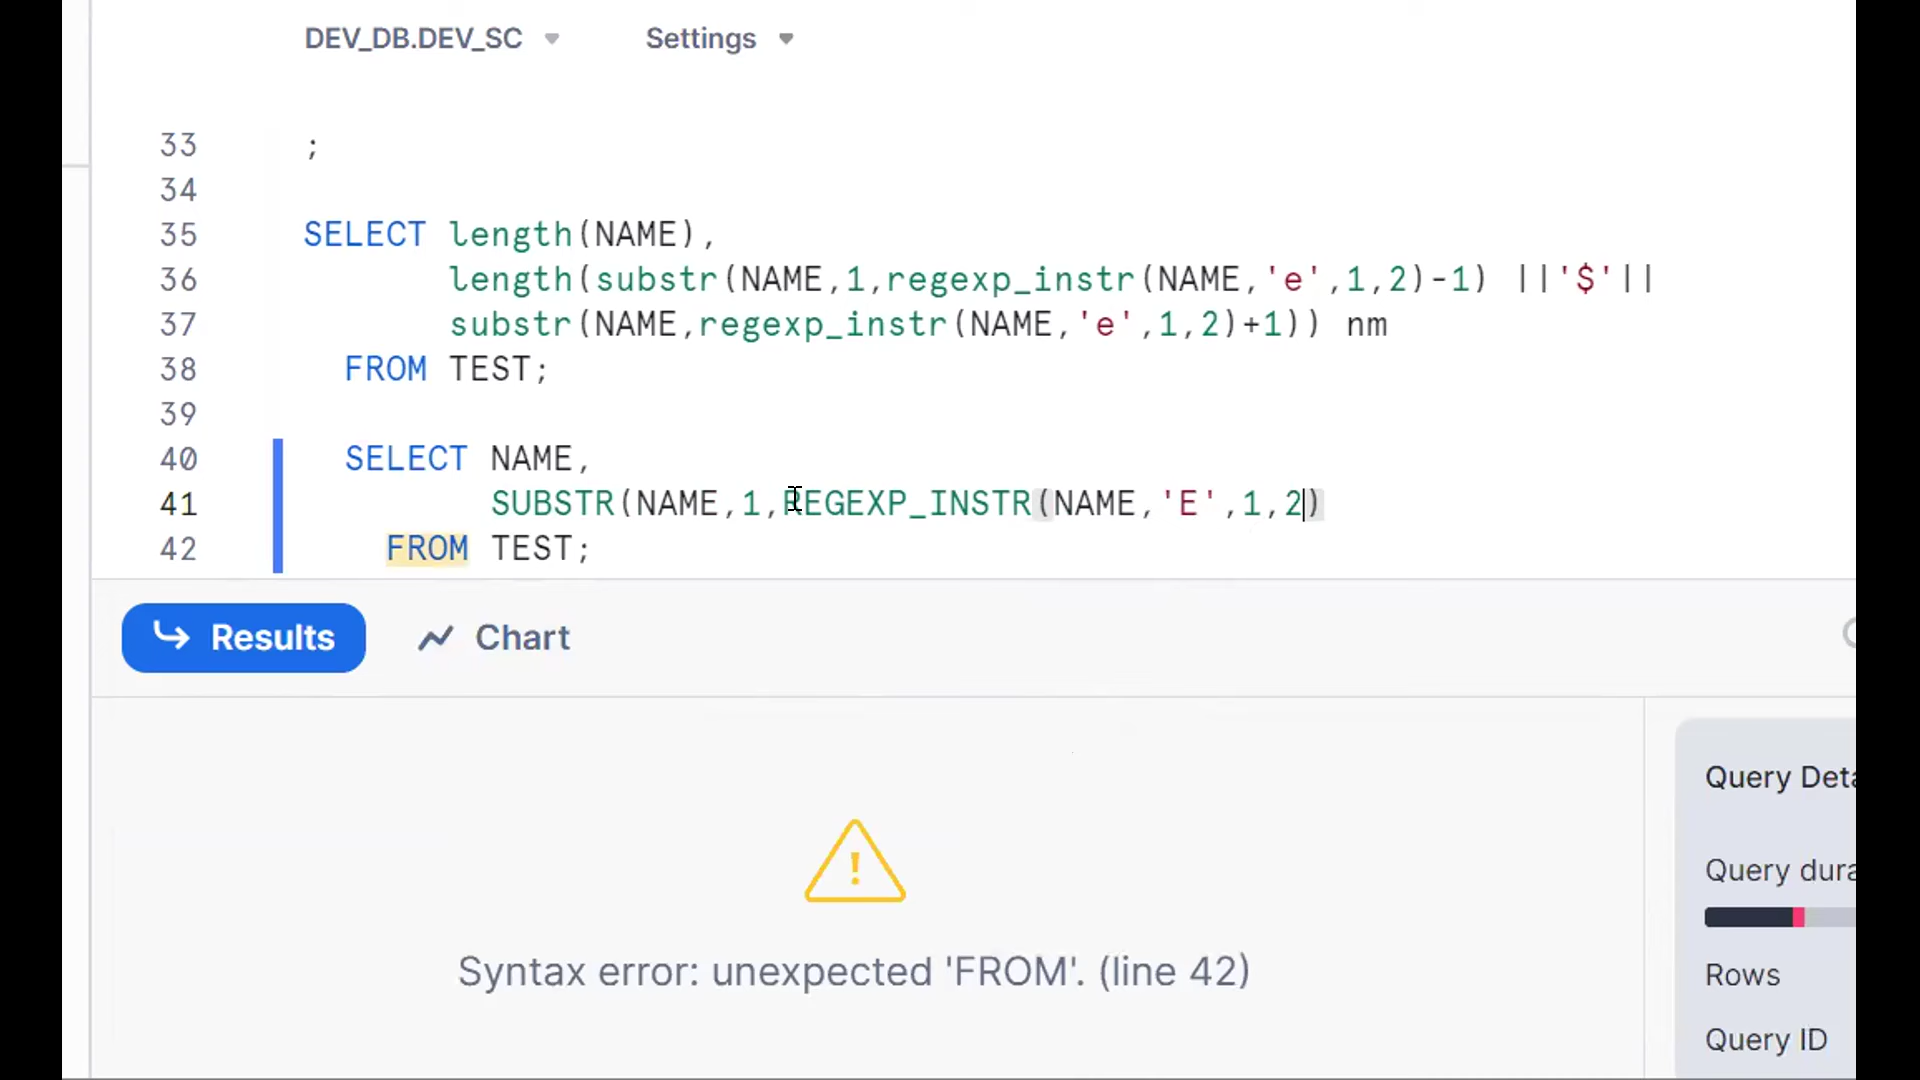 DEV_DB.DEV_SC Settings
33 ;
34
35 SELECT length(NAME),
36 length(substr(NAME,1,regexp_instr(NAME,'e',1,2)-1) ||'$'||
37 substr(NAME,regexp_instr(NAME,'e',1,2)+1)) nm
38 FROM TEST;
39
40 SELECT NAME,
41 SUBSTR(NAME,1,REGEXP_INSTR(NAME,'E',1,2)
42 FROM TEST;
Results Chart
Query Deta
Query dura
Syntax error: unexpected 'FROM'. (line 42)
Rows
Query ID